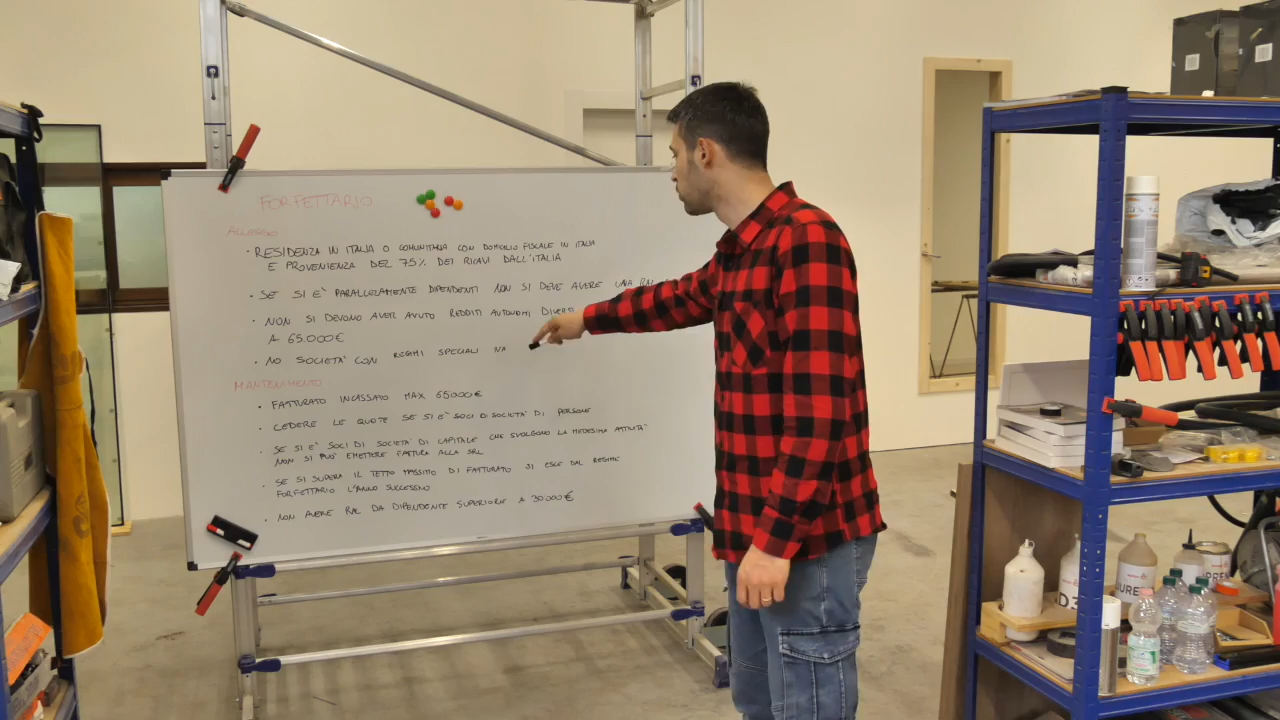 FORFETTARIO
ACCESSO
• RESIDENZA IN ITALIA O COMUNITARIA CON DOMICILIO FISCALE IN ITALIA
E PROVENIENZA DEL 75% DEI RICAVI DALL'ITALIA
• SE SI E' PARALLELAMENTE DIPENDENTI NON SI DEVE AVERE UNA RAL
• NON SI DEVONO AVER AVUTO REDDITI AUTONOMI
A 65.000€
• NO SOCIETA' CON REGIMI SPECIALI IVA
MANTENIMENTO
• FATTURATO INCASSATO MAX 65000€
• CEDERE LE QUOTE SE SI E' SOCI DI SOCIETA' DI PERSONE
• SE SI E' SOCI DI SOCIETA' DI CAPITALE CHE SVOLGONO LA MEDESIMA ATTIVITA'
NON SI PUO' EMETTERE FATTURA ALLA SRL
• SE SI SUPERA IL TETTO MASSIMO DI FATTURATO SI ESCE DAL REGIME
FORFETTARIO L'ANNO SUCCESSIVO
• NON AVERE RAL DA DIPENDENTE SUPERIORE A 30000€